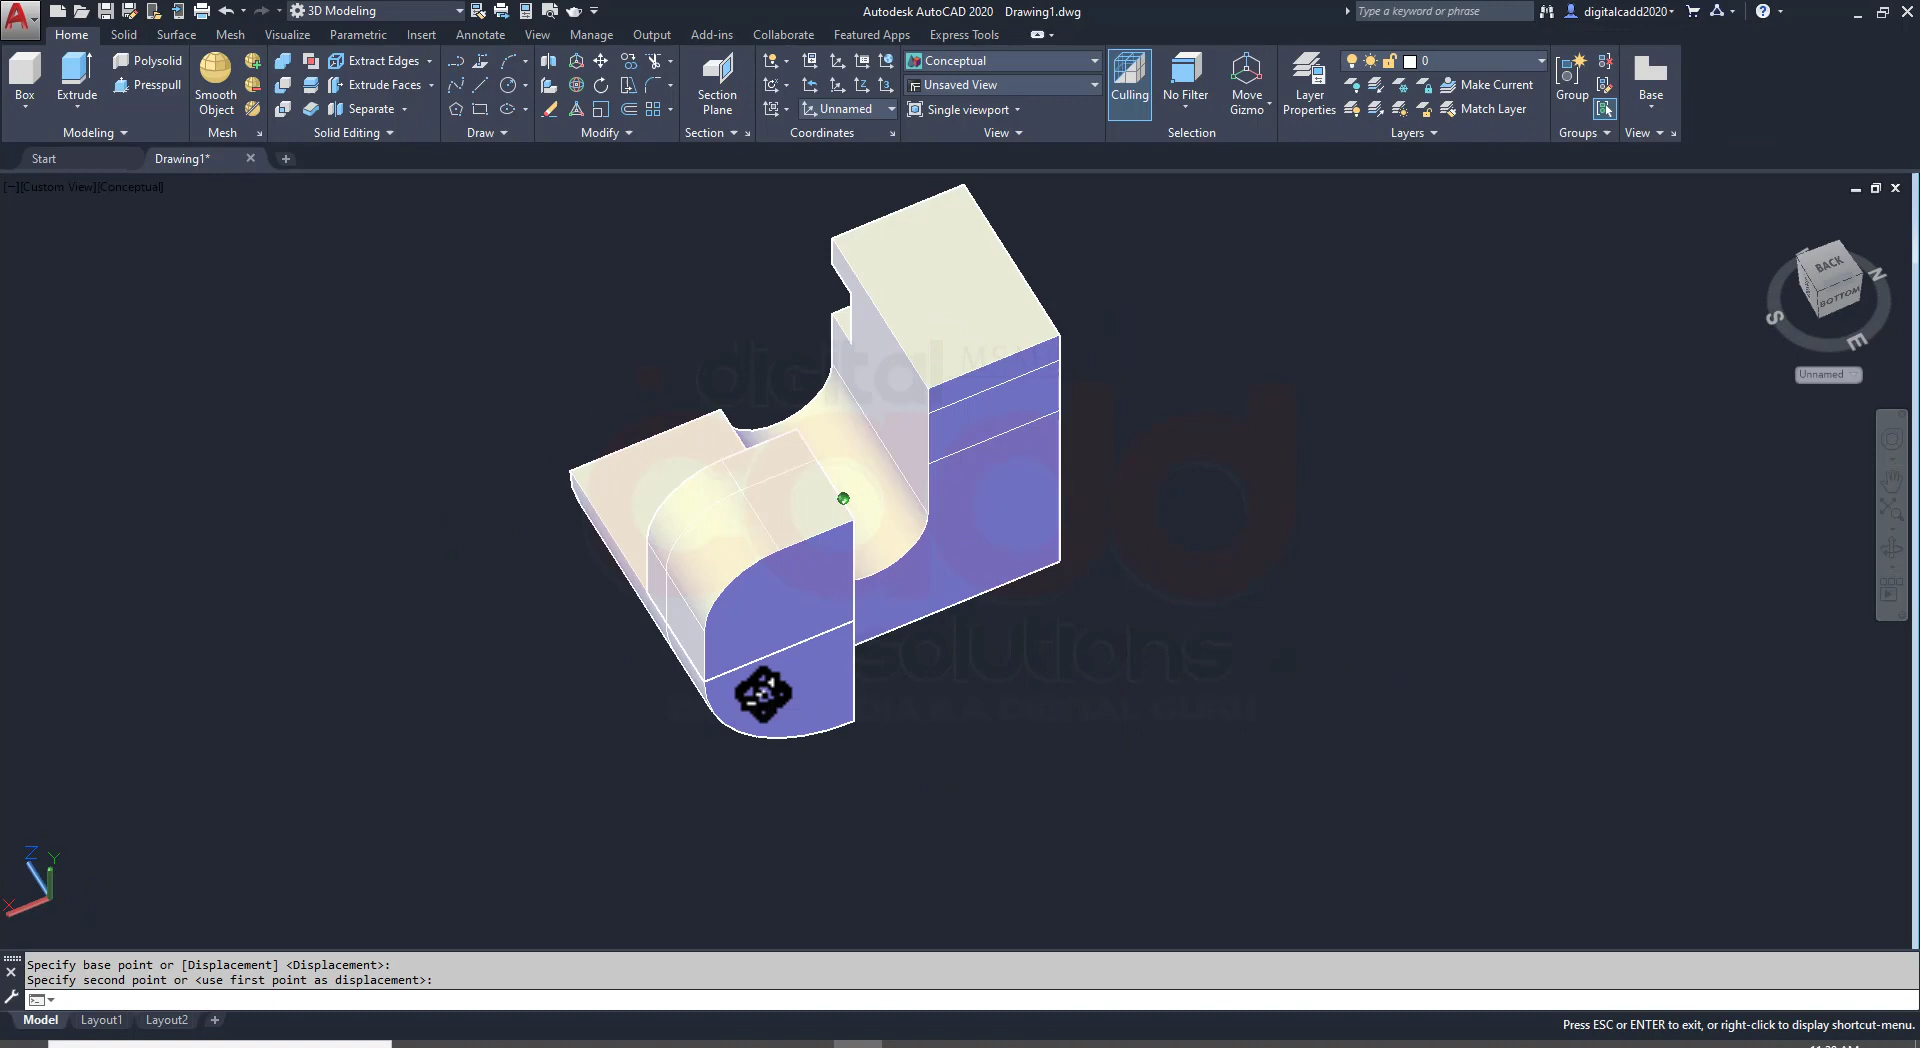 3D Modeling
Autodesk AutoCAD 2020 Drawing1.dwg
Type a keyword or phrase
digitalcadd2020
Home Solid Surface Mesh Visualize Parametric Insert Annotate View Manage Output Add-ins Collaborate Featured Apps Express Tools
Box
Extrude
Polysolid
Presspull
Smooth Object
Extract Edges
Extrude Faces
Separate
Section Plane
Unnamed
Conceptual
Unsaved View
Single viewport
Culling
No Filter
Move Gizmo
Layer Properties
0
Make Current
Match Layer
Group
Base
Modeling Mesh Solid Editing Draw Modify Section Coordinates View Selection Layers Groups View
Start Drawing1*
[−][Custom View][Conceptual]
BACK
BOTTOM
N
S
E
Unnamed
digital
cadd
solutions
Z Y
X
Specify base point or [Displacement] <Displacement>:
Specify second point or <use first point as displacement>:
Model Layout1 Layout2
Press ESC or ENTER to exit, or right-click to display shortcut-menu.